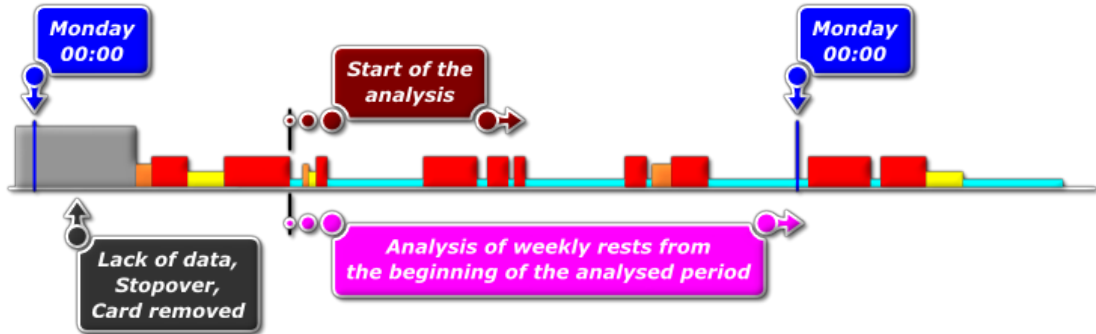 Monday
00:00
Start of the
analysis
Monday
00:00
Lack of data,
Stopover,
Card removed
Analysis of weekly rests from
the beginning of the analysed period